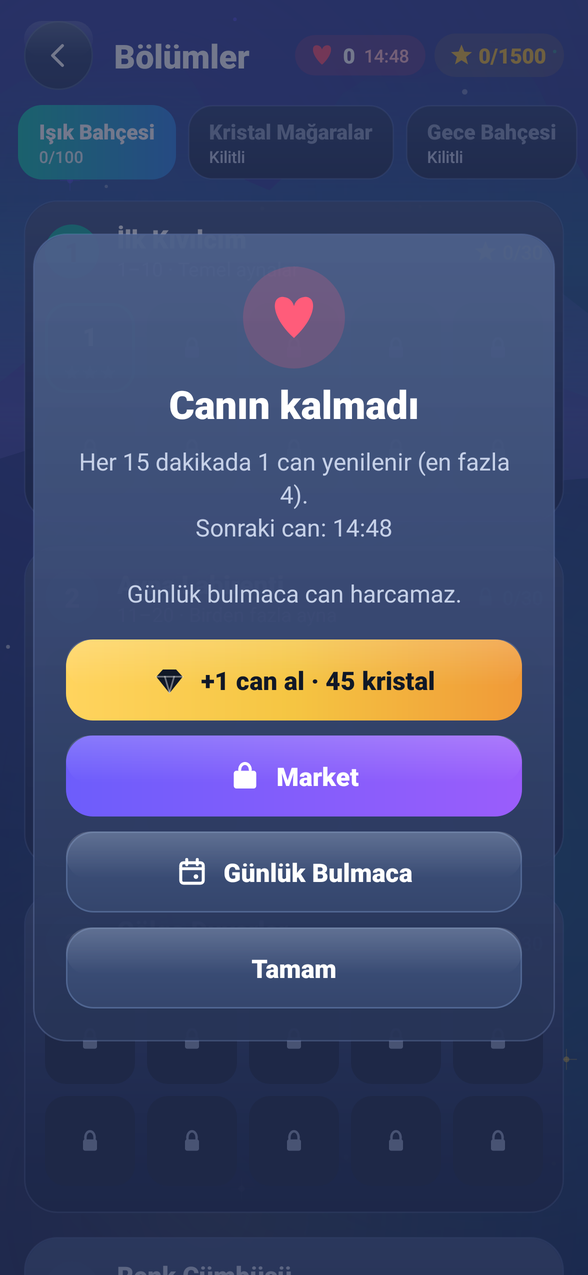 Bölümler
0 14:48
0/1500
Işık Bahçesi
0/100
Kristal Mağaralar
Kilitli
Gece Bahçesi
Kilitli
İlk Kıvılcım
Canın kalmadı
Her 15 dakikada 1 can yenilenir (en fazla
4).
Sonraki can: 14:48
Günlük bulmaca can harcamaz.
+1 can al · 45 kristal
Market
Günlük Bulmaca
Tamam